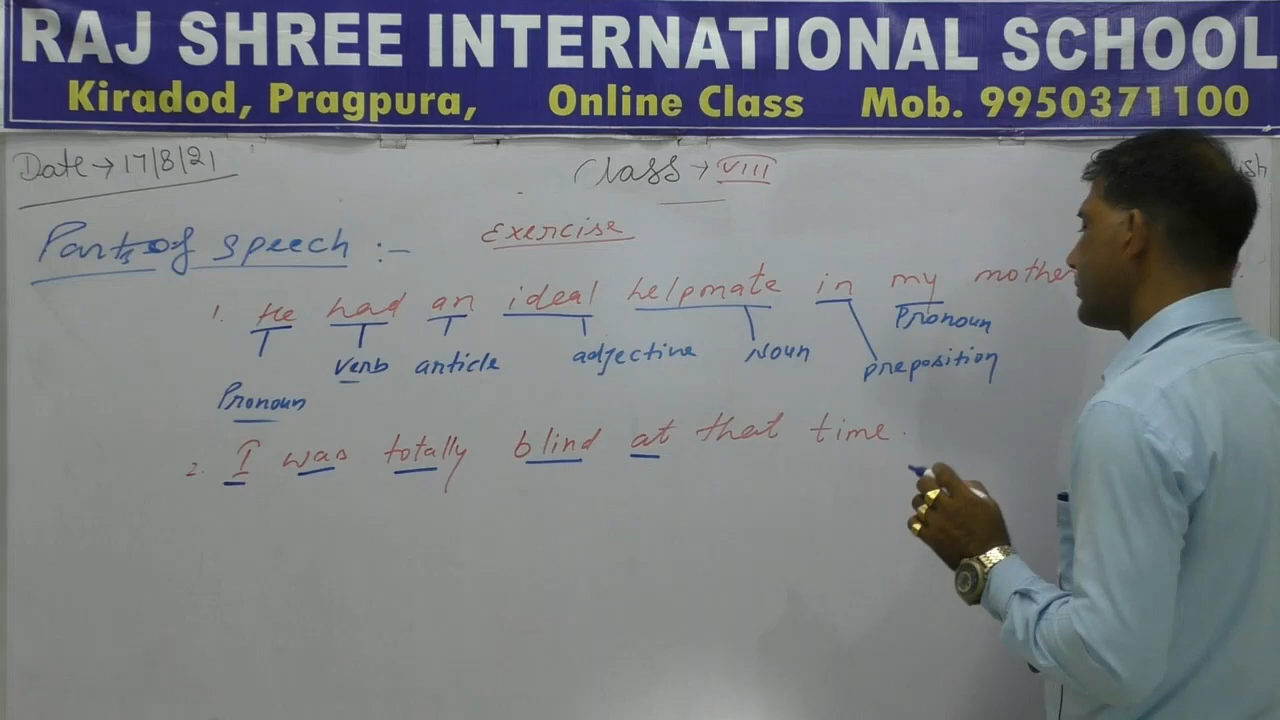 RAJ SHREE INTERNATIONAL SCHOOL
Kiradod, Pragpura, Online Class Mob. 9950371100
Date → 17/8/21 Class → VIII
Parts of speech :- Exercise
1. He had an ideal helpmate in my
Pronoun
verb article adjective Noun preposition
Pronoun
2. I was totally blind at that time.